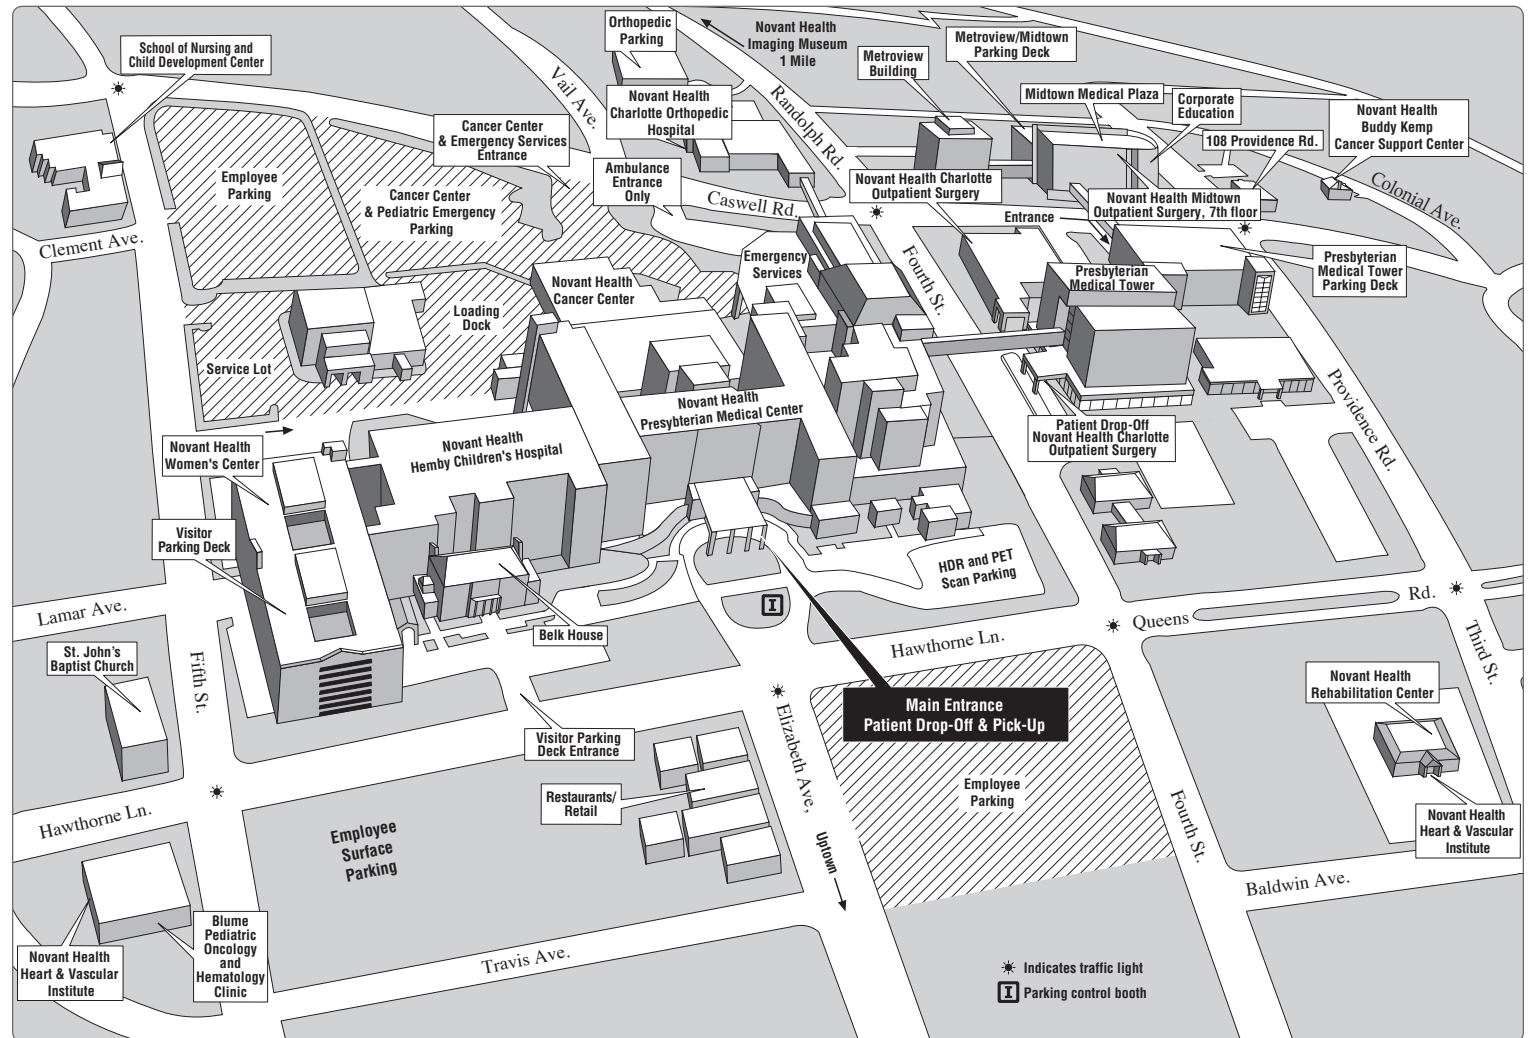 School of Nursing and
Child Development Center
Orthopedic
Parking
Novant Health
Imaging Museum
1 Mile
Metroview/Midtown
Parking Deck
Metroview
Building
Vail Ave.
Randolph Rd.
Novant Health
Charlotte Orthopedic
Hospital
Midtown Medical Plaza
Corporate
Education
Novant Health
Buddy Kemp
Cancer Support Center
108 Providence Rd.
Cancer Center
& Emergency Services
Entrance
Employee
Parking
Cancer Center
& Pediatric Emergency
Parking
Ambulance
Entrance
Only
Caswell Rd.
Novant Health Charlotte
Outpatient Surgery
Entrance
Novant Health Midtown
Outpatient Surgery, 7th floor
Colonial Ave.
Clement Ave.
Emergency
Services
Fourth St.
Presbyterian
Medical Tower
Presbyterian
Medical Tower
Parking Deck
Novant Health
Cancer Center
Loading
Dock
Service Lot
Novant Health
Presybterian Medical Center
Providence Rd.
Novant Health
Women's Center
Novant Health
Hemby Children's Hospital
Patient Drop-Off
Novant Health Charlotte
Outpatient Surgery
Visitor
Parking Deck
HDR and PET
Scan Parking
Lamar Ave.
Belk House
I
Hawthorne Ln.
Queens
Rd.
Third St.
St. John's
Baptist Church
Fifth St.
Novant Health
Rehabilitation Center
Main Entrance
Patient Drop-Off & Pick-Up
Visitor Parking
Deck Entrance
Elizabeth Ave,
Uptown
Restaurants/
Retail
Employee
Parking
Fourth St.
Novant Health
Heart & Vascular
Institute
Hawthorne Ln.
Employee
Surface
Parking
Baldwin Ave.
Novant Health
Heart & Vascular
Institute
Blume
Pediatric
Oncology
and
Hematology
Clinic
Travis Ave.
Indicates traffic light
I Parking control booth